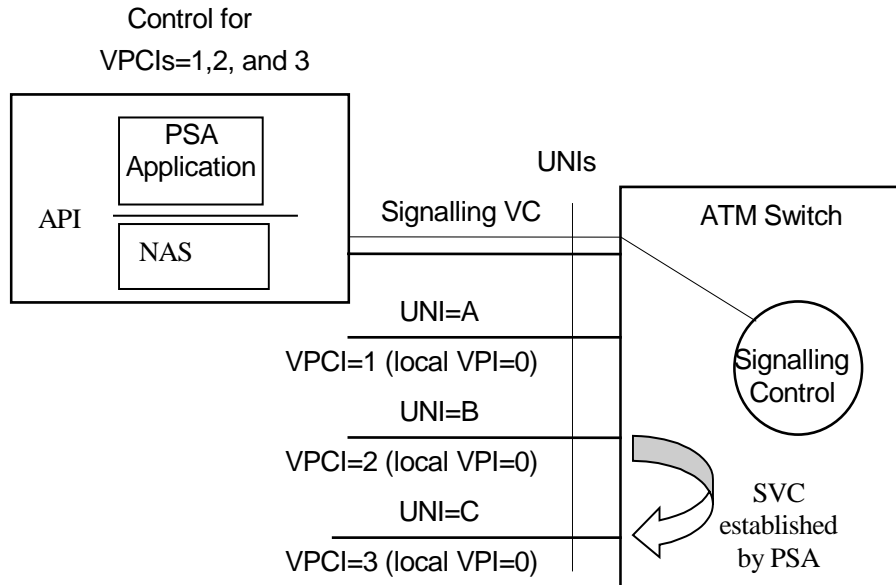 Control for
VPCIs=1,2, and 3
PSA
Application
API
NAS
UNIs
Signalling VC
ATM Switch
UNI=A
VPCI=1 (local VPI=0)
Signalling
Control
UNI=B
VPCI=2 (local VPI=0)
UNI=C
VPCI=3 (local VPI=0)
SVC
established
by PSA